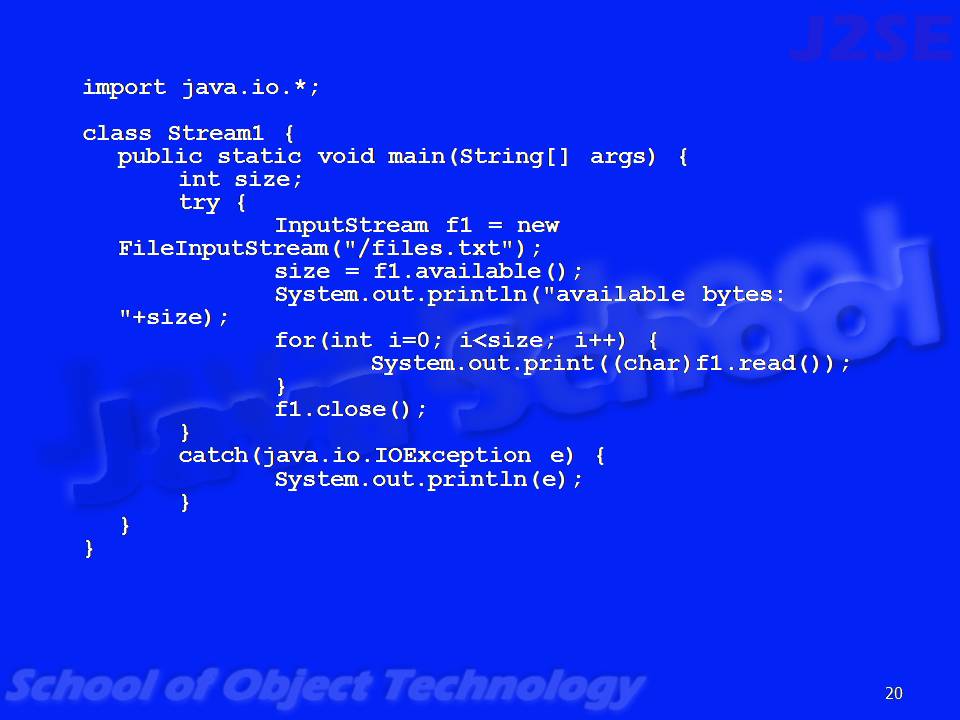 J2SE
import java.io.*;
class Stream1 {
public static void main(String[] args) {
int size;
try {
InputStream f1 = new
FileInputStream("/files.txt");
size = f1.available();
System.out.println("available bytes:
"+size);
for(int i=0; i<size; i++) {
System.out.print((char)f1.read());
}
f1.close();
}
catch(java.io.IOException e) {
System.out.println(e);
}
}
}
Java School
School of Object Technology
20